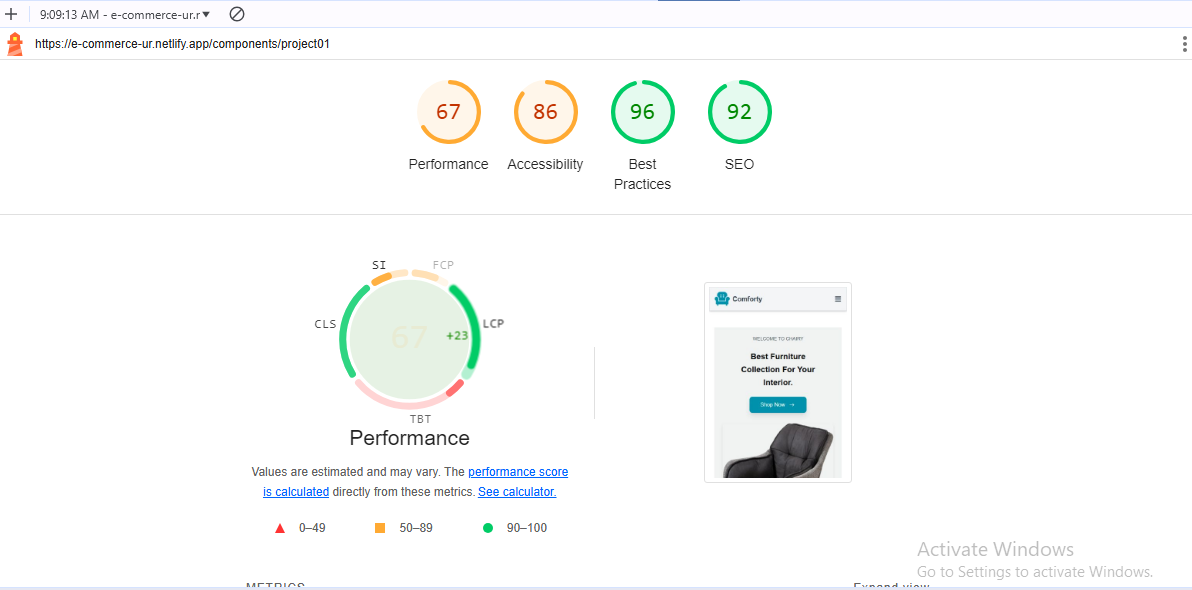 9:09:13 AM - e-commerce-ur.r
https://e-commerce-ur.netlify.app/components/project01
67
86
96
92
Performance
Accessibility
Best
Practices
SEO
SI
FCP
CLS
LCP
67
+23
TBT
Performance
Values are estimated and may vary. The performance score
is calculated directly from these metrics. See calculator.
0–49
50–89
90–100
Comforty
WELCOME TO CHAIRY
Best Furniture
Collection For Your
Interior.
Shop Now →
METRICS
Expand view
Activate Windows
Go to Settings to activate Windows.